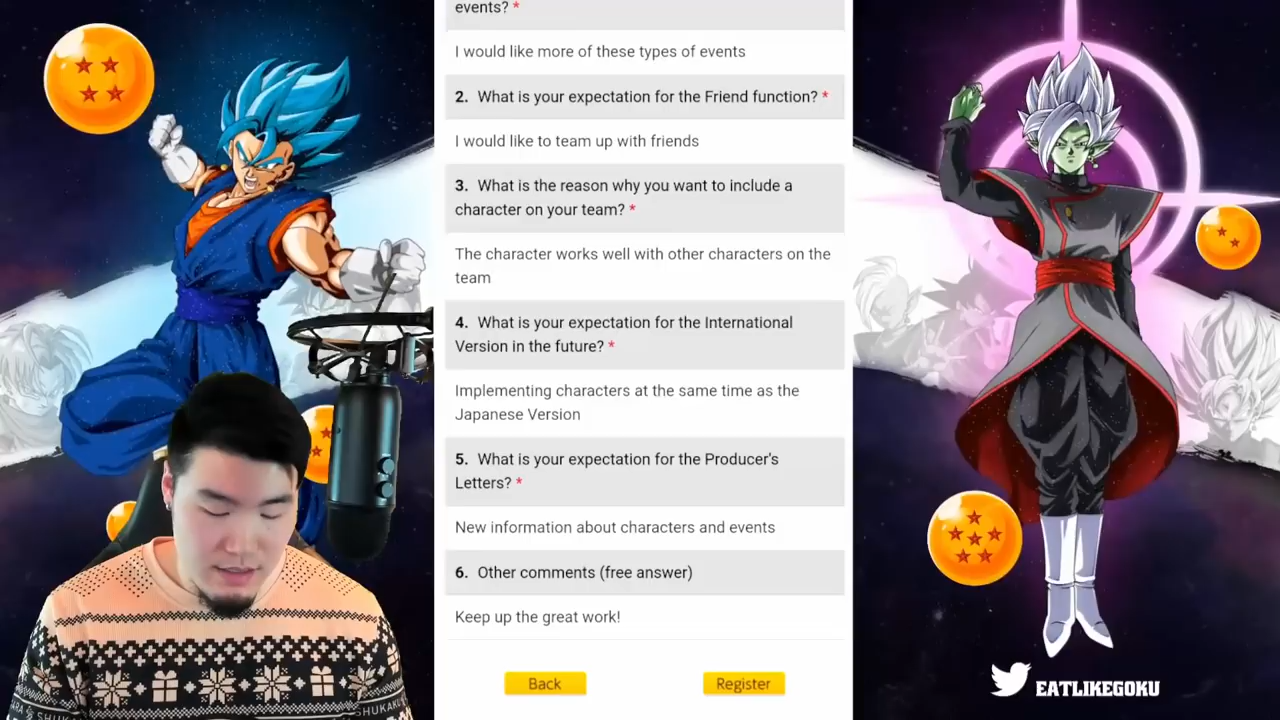 events? *
I would like more of these types of events
2. What is your expectation for the Friend function? *
I would like to team up with friends
3. What is the reason why you want to include a
character on your team? *
The character works well with other characters on the
team
4. What is your expectation for the International
Version in the future? *
Implementing characters at the same time as the
Japanese Version
5. What is your expectation for the Producer's
Letters? *
New information about characters and events
6. Other comments (free answer)
Keep up the great work!
Back
Register
EATLIKEGOKU